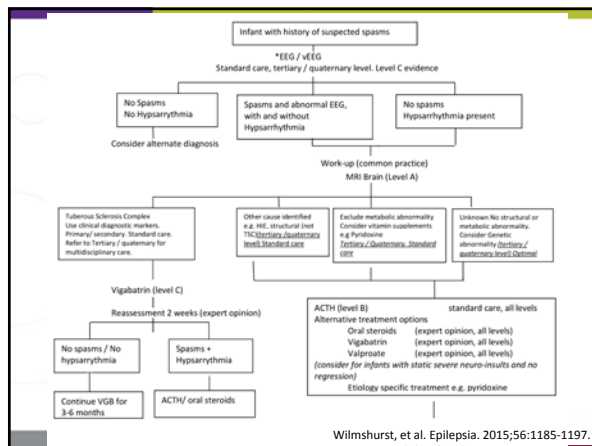 Infant with history of suspected spasms
*EEG / vEEG
Standard care, tertiary / quaternary level. Level C evidence
No Spasms
No Hypsarrythmia
Spasms and abnormal EEG,
with and without
Hypsarrhythmia
No spasms
Hypsarrhythmia present
Consider alternate diagnosis
Work-up (common practice)
MRI Brain (Level A)
Tuberous Sclerosis Complex
Use clinical diagnostic markers.
Primary/ secondary. Standard care.
Refer to Tertiary / quaternary for
multidisciplinary care.
Other cause identified
e.g. HIE, structural (not
TSC)(tertiary /quaternary
level) Standard care
Exclude metabolic abnormality
Consider vitamin supplements
e.g Pyridoxine
Tertiary / Quaternary. Standard
care
Unknown No structural or
metabolic abnormality.
Consider Genetic
abnormality (tertiary /
quaternary level) Optimal
Vigabatrin (level C)
Reassessment 2 weeks (expert opinion)
No spasms / No
hypsarrythmia
Spasms +
Hypsarrythmia
Continue VGB for
3-6 months
ACTH/ oral steroids
ACTH (level B) standard care, all levels
Alternative treatment options
Oral steroids (expert opinion, all levels)
Vigabatrin (expert opinion, all levels)
Valproate (expert opinion, all levels)
(consider for infants with static severe neuro-insults and no
regression)
Etiology specific treatment e.g. pyridoxine
Wilmshurst, et al. Epilepsia. 2015;56:1185-1197.